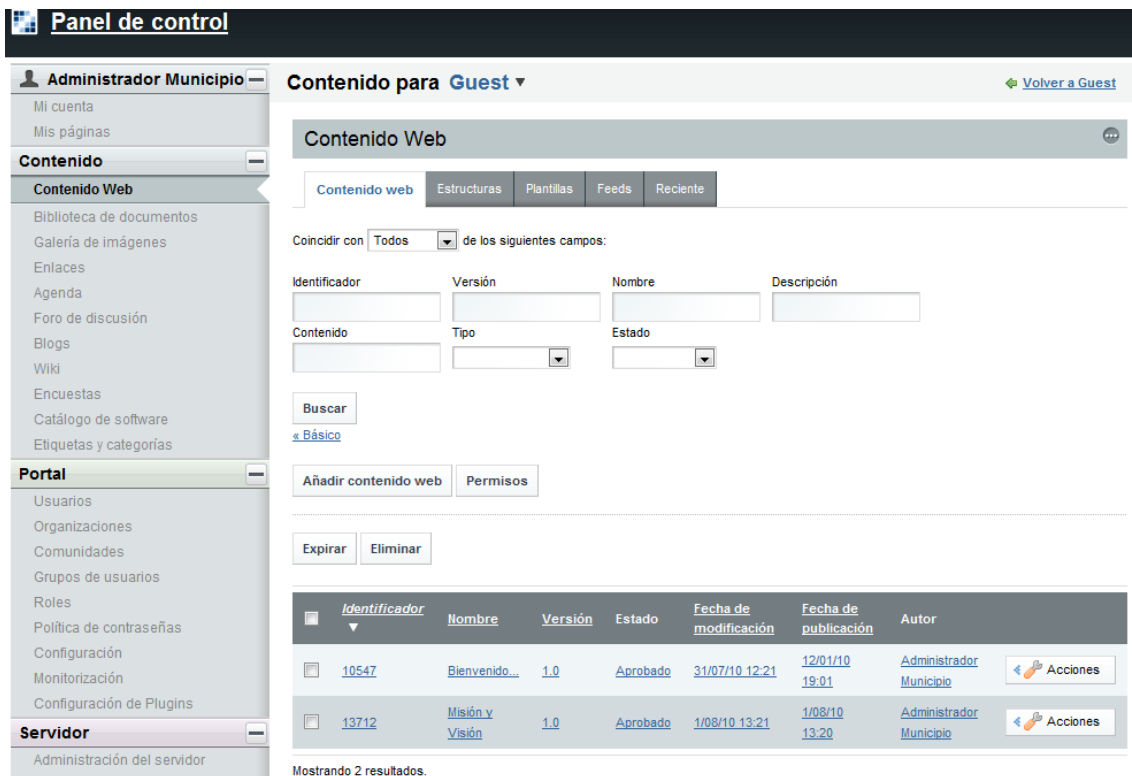 Panel de control
Administrador Municipio
Mi cuenta
Mis páginas
Contenido
Contenido Web
Biblioteca de documentos
Galería de imágenes
Enlaces
Agenda
Foro de discusión
Blogs
Wiki
Encuestas
Catálogo de software
Etiquetas y categorías
Portal
Usuarios
Organizaciones
Comunidades
Grupos de usuarios
Roles
Política de contraseñas
Configuración
Monitorización
Configuración de Plugins
Servidor
Administración del servidor
Contenido para Guest ▼
Volver a Guest
Contenido Web
Contenido web Estructuras Plantillas Feeds Reciente
Coincidir con Todos de los siguientes campos:
Identificador Versión Nombre Descripción
Contenido Tipo Estado
Buscar
« Básico
Añadir contenido web Permisos
Expirar Eliminar
Identificador ▼ Nombre Versión Estado Fecha de modificación Fecha de publicación Autor
10547 Bienvenido... 1.0 Aprobado 31/07/10 12:21 12/01/10 19:01 Administrador Municipio Acciones
13712 Misión y Visión 1.0 Aprobado 1/08/10 13:21 1/08/10 13:20 Administrador Municipio Acciones
Mostrando 2 resultados.